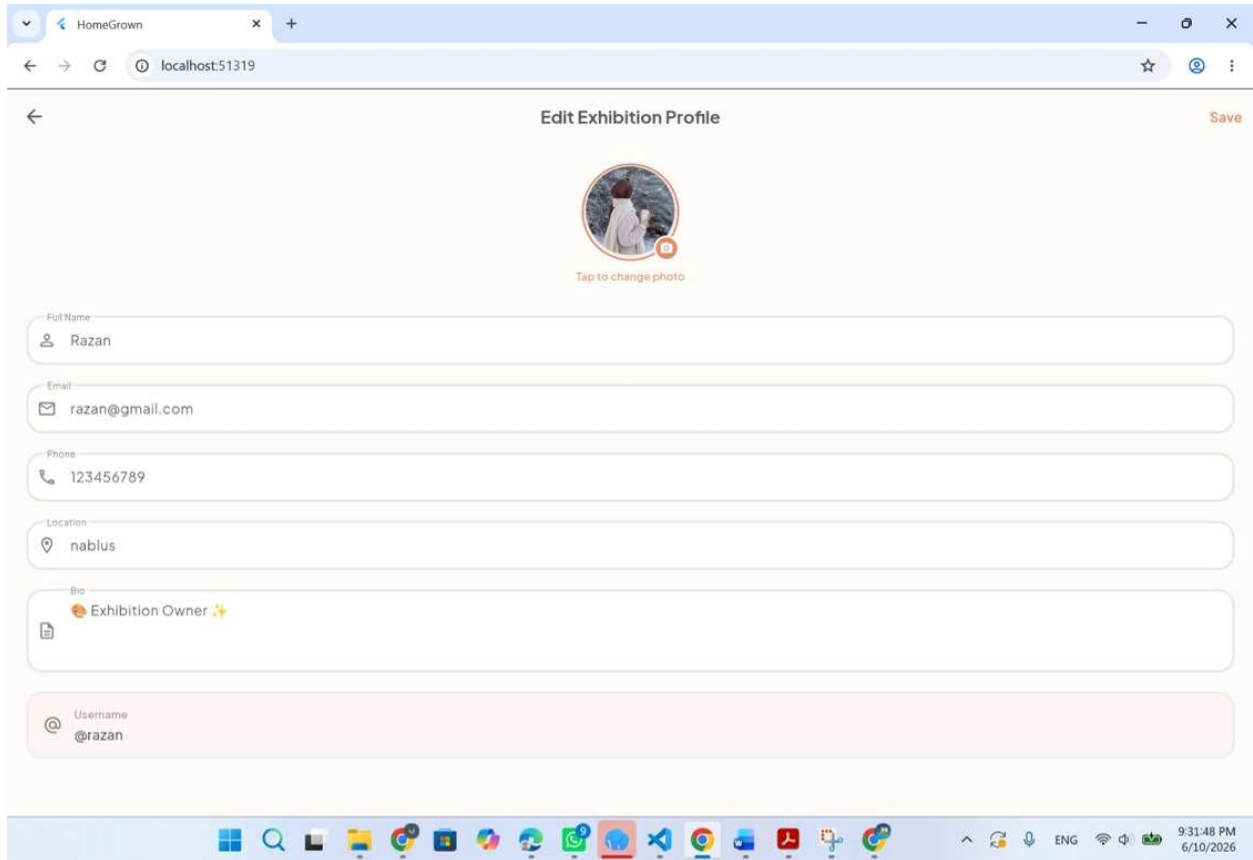 HomeGrown
localhost:51319
Edit Exhibition Profile
Save
Tap to change photo
Full Name
Razan
Email
razan@gmail.com
Phone
123456789
Location
nablus
Bio
🎨 Exhibition Owner ✨
Username
@razan
9
ENG
9:31:48 PM
6/10/2026